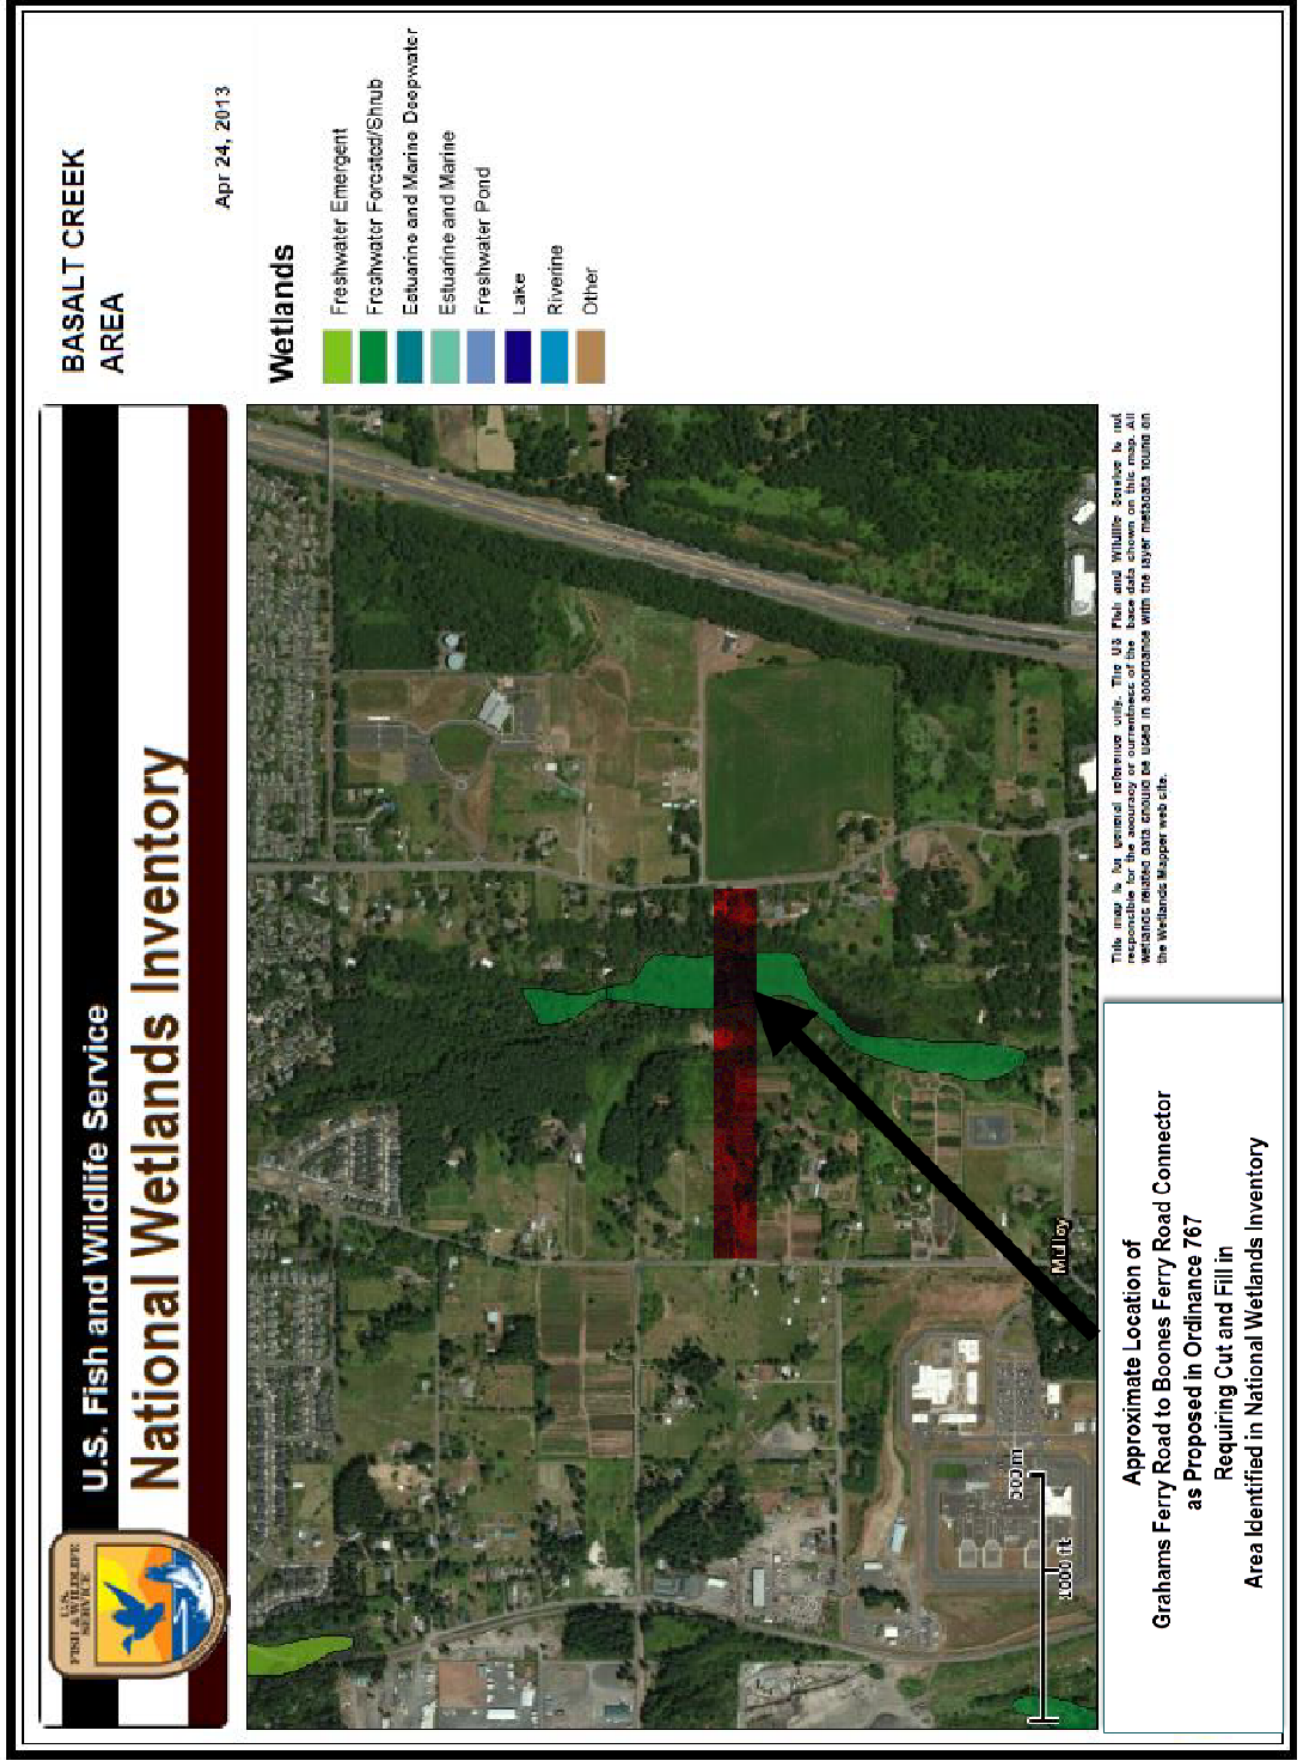 U.S.
FISH & WILDLIFE
SERVICE
U.S. Fish and Wildlife Service
National Wetlands Inventory
BASALT CREEK
AREA
Apr 24, 2013
Wetlands
Freshwater Emergent
Freshwater Forested/Shrub
Estuarine and Marine Deepwater
Estuarine and Marine
Freshwater Pond
Lake
Riverine
Other
Mulloy
300 m
1000 ft
This map is for general reference only. The US Fish and Wildlife Service is not
responsible for the accuracy or currentness of the base data shown on this map. All
wetlands related data should be used in accordance with the layer metadata found on
the Wetlands Mapper web site.
Approximate Location of
Grahams Ferry Road to Boones Ferry Road Connector
as Proposed in Ordinance 767
Requiring Cut and Fill in
Area Identified in National Wetlands Inventory